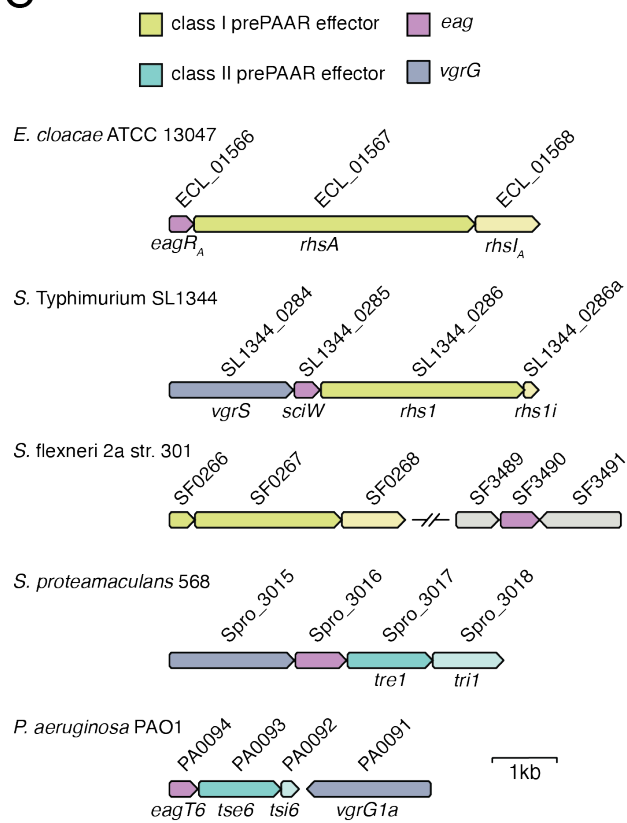 class I prePAAR effector
eag
class II prePAAR effector
vgrG
E. cloacae ATCC 13047
ECL_01566
ECL_01567
ECL_01568
eagRA
rhsA
rhsIA
S. Typhimurium SL1344
SL1344_0284
SL1344_0285
SL1344_0286
SL1344_0286a
vgrS
sciW
rhs1
rhs1i
S. flexneri 2a str. 301
SF0266
SF0267
SF0268
SF3489
SF3490
SF3491
S. proteamaculans 568
Spro_3015
Spro_3016
Spro_3017
Spro_3018
tre1
tri1
P. aeruginosa PAO1
PA0094
PA0093
PA0092
PA0091
1kb
eagT6
tse6
tsi6
vgrG1a